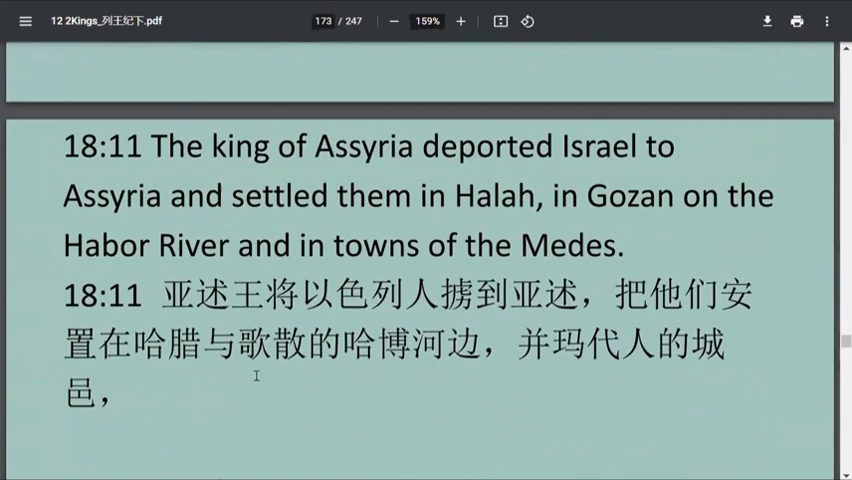 12 2Kings_列王纪下.pdf
173 / 247
159%
18:11 The king of Assyria deported Israel to
Assyria and settled them in Halah, in Gozan on the
Habor River and in towns of the Medes.
18:11 亚述王将以色列人掳到亚述，把他们安
置在哈腊与歌散的哈博河边，并玛代人的城
邑，